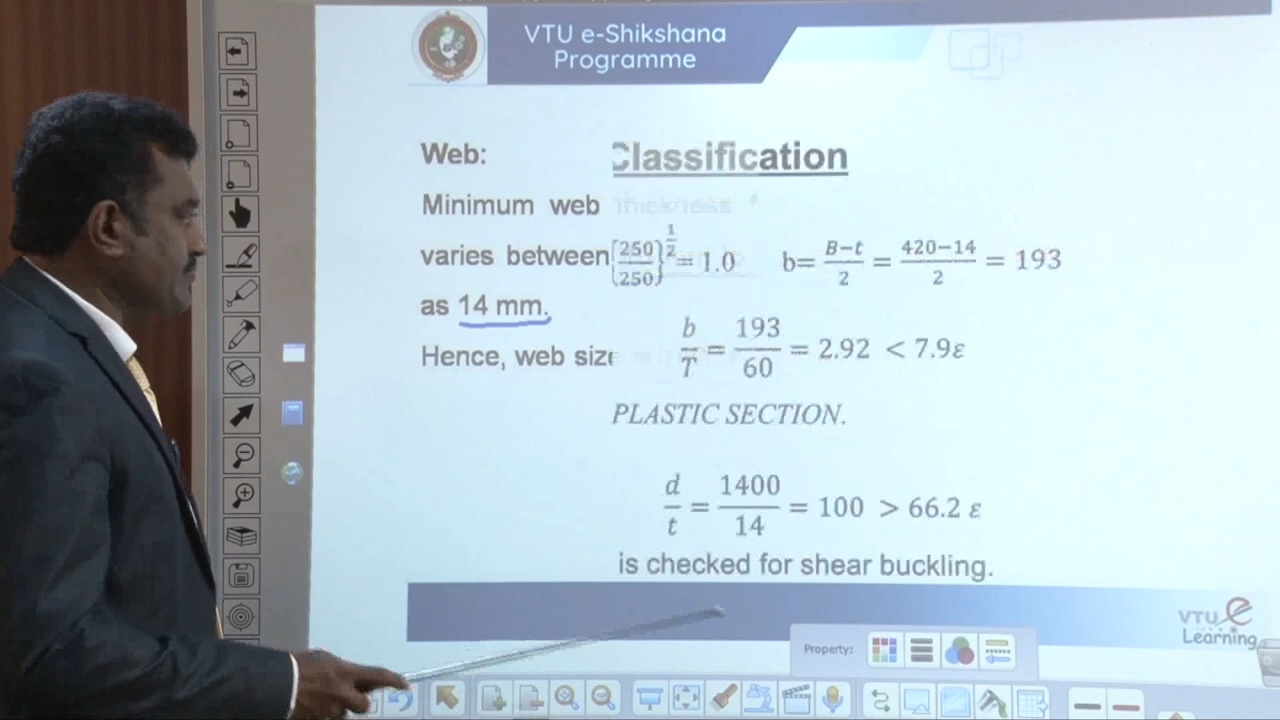 VTU e-Shikshana
Programme
Web:
Classification
Minimum web thickness
varies between
{250/250}^{1/2} = 1.0 b= B−t/2 = 420−14/2 = 193
as 14 mm.
b/T = 193/60 = 2.92 < 7.9ε
Hence, web size
PLASTIC SECTION.
d/t = 1400/14 = 100 > 66.2 ε
is checked for shear buckling.
VTU e
Learning
Property: